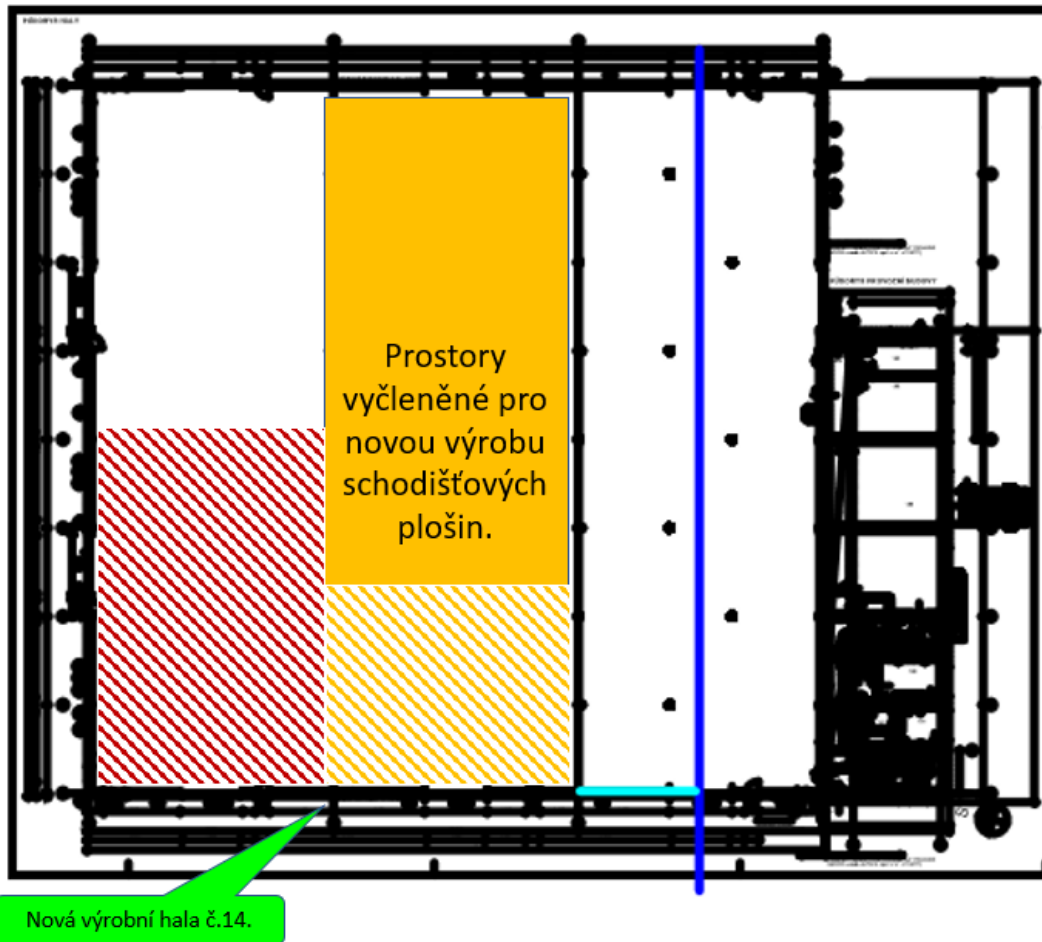 Prostory
vyčleněné pro
novou výrobu
schodišťových
plošin.
Nová výrobní hala č.14.